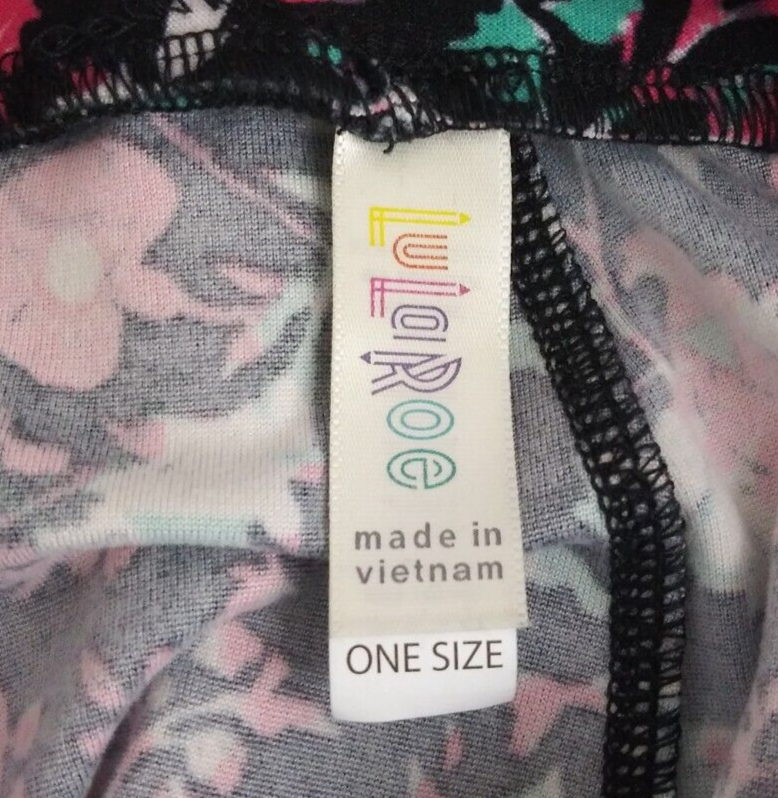 LuLaRoe
made in
vietnam
ONE SIZE